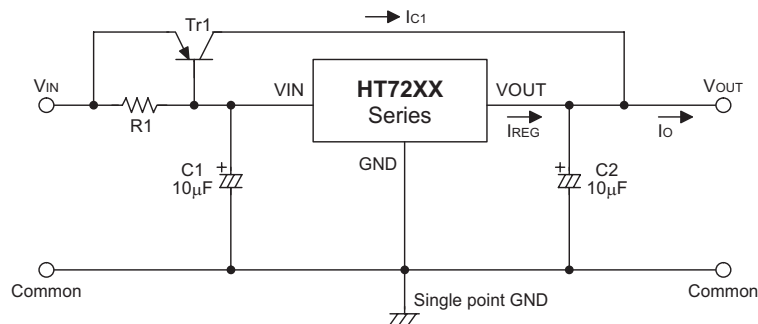 Tr1
IC1
VIN
R1
VIN
HT72XX
Series
VOUT
IREG
IO
VOUT
GND
C1
10μF
C2
10μF
Common
Single point GND
Common